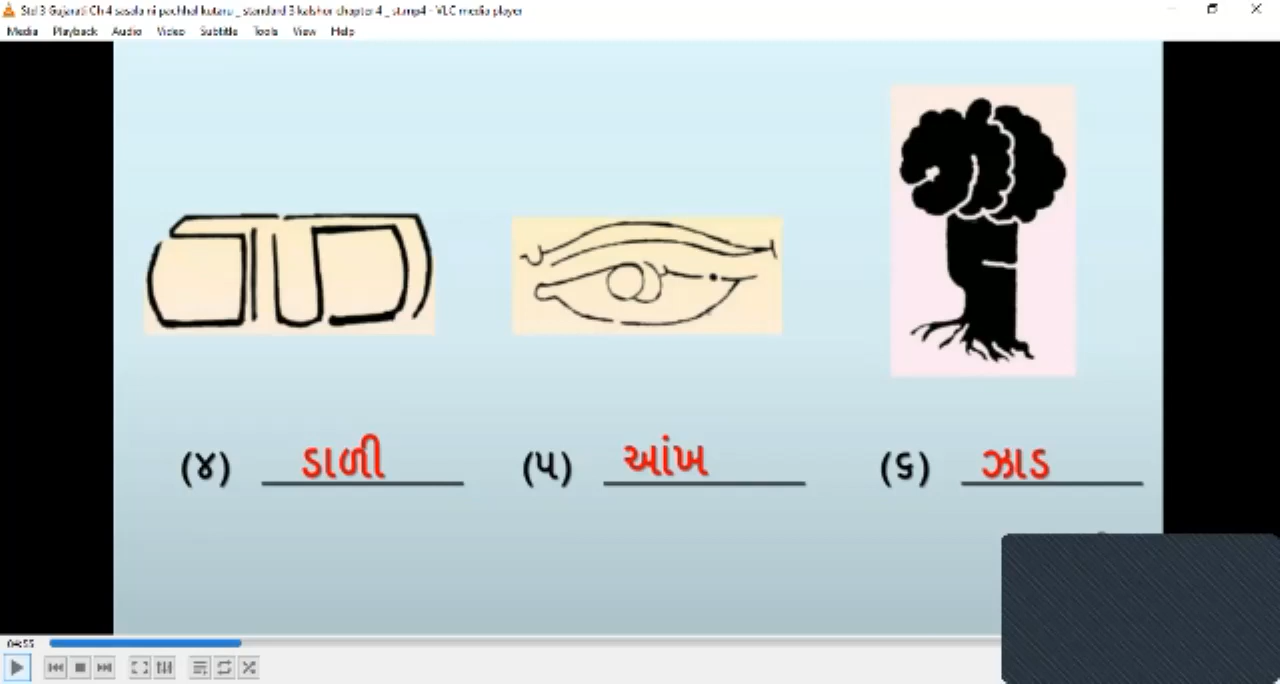 Std 3 Gujarati Ch 4 sasala ni pachhal kutaru _ standard 3 kalshor chapter 4 _ st.mp4 - VLC media player
Media Playback Audio Video Subtitle Tools View Help
(૪) ડાળી (૫) આંખ (૬) ઝાડ
04:55